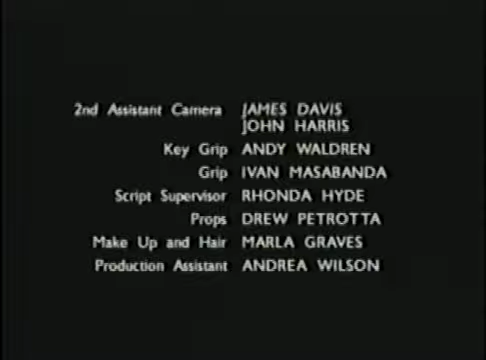 2nd Assistant Camera JAMES DAVIS
JOHN HARRIS
Key Grip ANDY WALDREN
Grip IVAN MASABANDA
Script Supervisor RHONDA HYDE
Props DREW PETROTTA
Make Up and Hair MARLA GRAVES
Production Assistant ANDREA WILSON